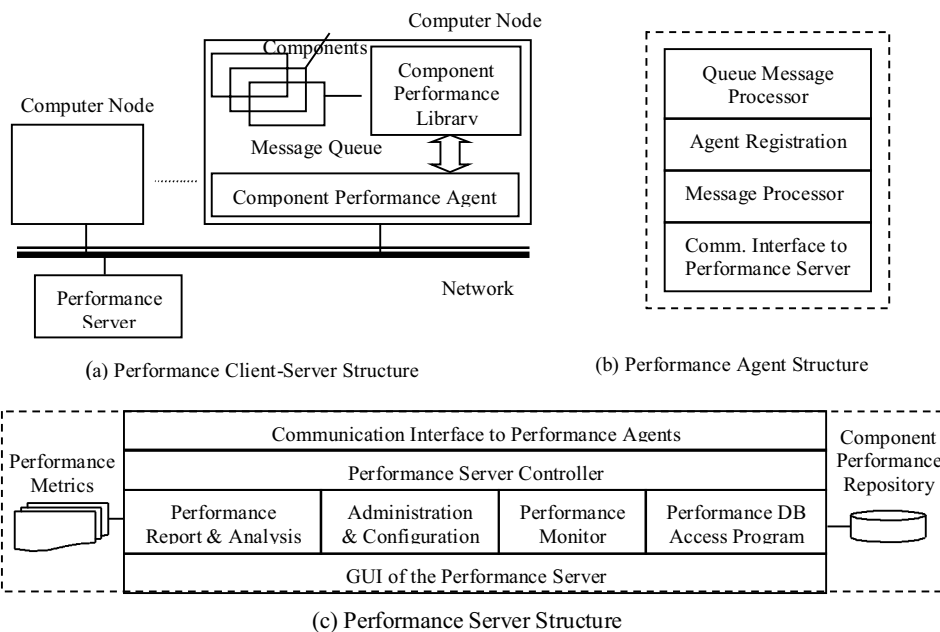 Computer Node
Components
Component
Performance
Library
Computer Node
Message Queue
Component Performance Agent
Network
Performance
Server
(a) Performance Client-Server Structure
Queue Message
Processor
Agent Registration
Message Processor
Comm. Interface to
Performance Server
(b) Performance Agent Structure
Communication Interface to Performance Agents
Performance Server Controller
Performance
Metrics
Performance
Report & Analysis
Administration
& Configuration
Performance
Monitor
Performance DB
Access Program
Component
Performance
Repository
GUI of the Performance Server
(c) Performance Server Structure